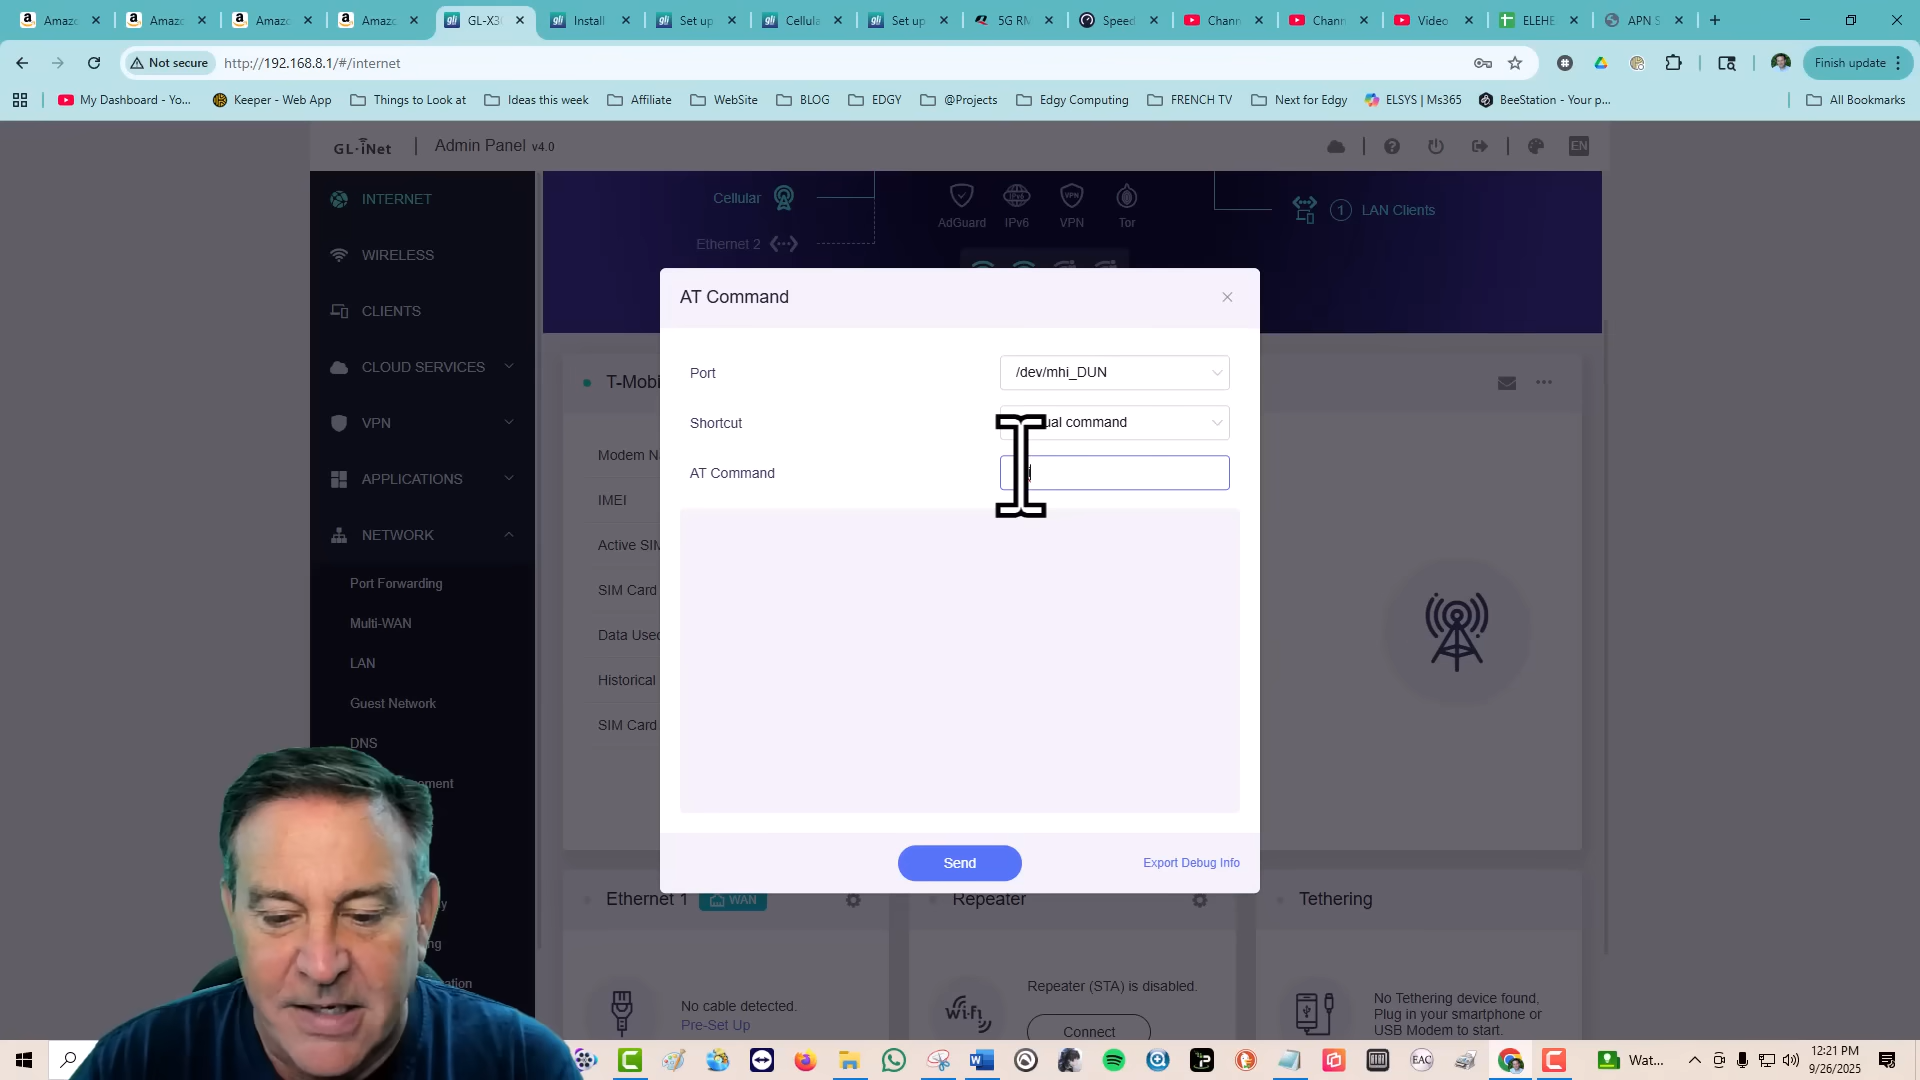 Amazo
Amazo
Amazo
Amazo
GL-X3
Install
Set up
Cellula
Set up
5G RM
Speed
Chann
Chann
Video
ELEHE
APN S
Not secure
http://192.168.8.1/#/internet
Finish update
My Dashboard - Yo...
Keeper - Web App
Things to Look at
Ideas this week
Affiliate
WebSite
BLOG
EDGY
@Projects
Edgy Computing
FRENCH TV
Next for Edgy
ELSYS | Ms365
BeeStation - Your p...
All Bookmarks
GL·iNet
Admin Panel v4.0
EN
INTERNET
WIRELESS
CLIENTS
CLOUD SERVICES
VPN
APPLICATIONS
NETWORK
Port Forwarding
Multi-WAN
LAN
Guest Network
DNS
ement
Cellular
Ethernet 2
AdGuard
IPv6
VPN
Tor
1 LAN Clients
T-Mobi
Modem N
IMEI
Active SIM
SIM Card
Data Used
Historical
SIM Card
AT Command
Port
/dev/mhi_DUN
Shortcut
ual command
AT Command
Send
Export Debug Info
Ethernet 1
WAN
No cable detected.
Pre-Set Up
Repeater
Repeater (STA) is disabled.
Connect
Tethering
No Tethering device found,
Plug in your smartphone or
USB Modem to start.
Wat...
12:21 PM
9/26/2025